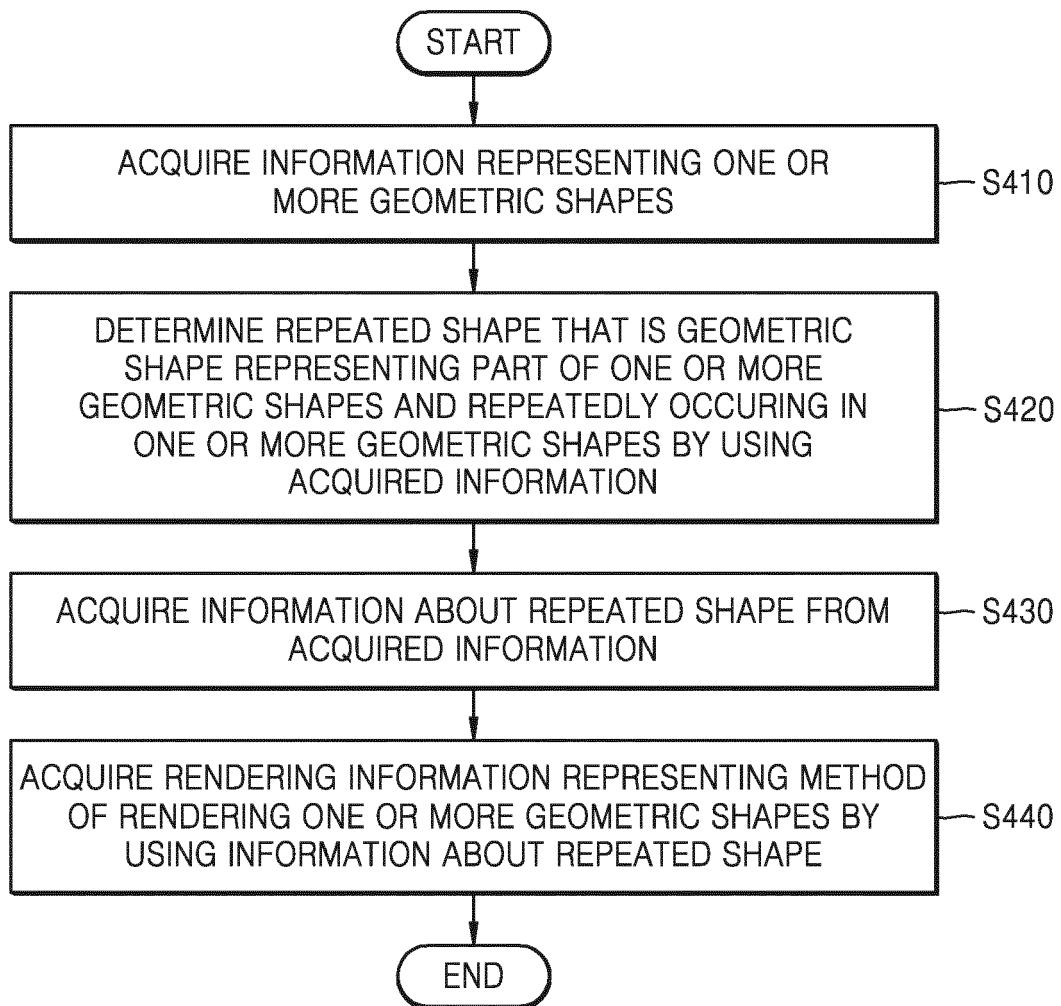 START
ACQUIRE INFORMATION REPRESENTING ONE OR
MORE GEOMETRIC SHAPES
S410
DETERMINE REPEATED SHAPE THAT IS GEOMETRIC
SHAPE REPRESENTING PART OF ONE OR MORE
GEOMETRIC SHAPES AND REPEATEDLY OCCURING IN
ONE OR MORE GEOMETRIC SHAPES BY USING
ACQUIRED INFORMATION
S420
ACQUIRE INFORMATION ABOUT REPEATED SHAPE FROM
ACQUIRED INFORMATION
S430
ACQUIRE RENDERING INFORMATION REPRESENTING METHOD
OF RENDERING ONE OR MORE GEOMETRIC SHAPES BY
USING INFORMATION ABOUT REPEATED SHAPE
S440
END